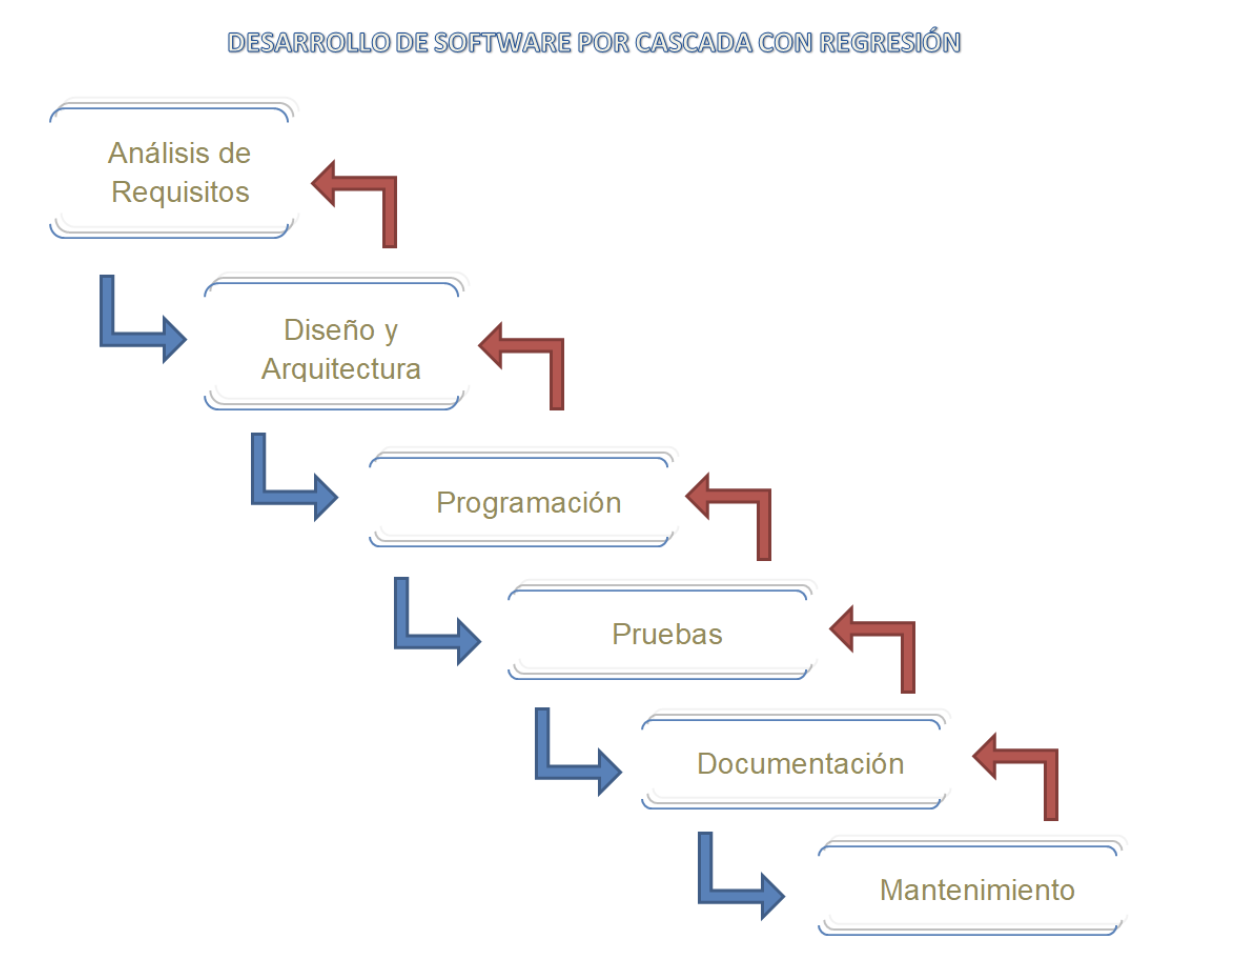 DESARROLLO DE SOFTWARE POR CASCADA CON REGRESIÓN
Análisis de
Requisitos
Diseño y
Arquitectura
Programación
Pruebas
Documentación
Mantenimiento